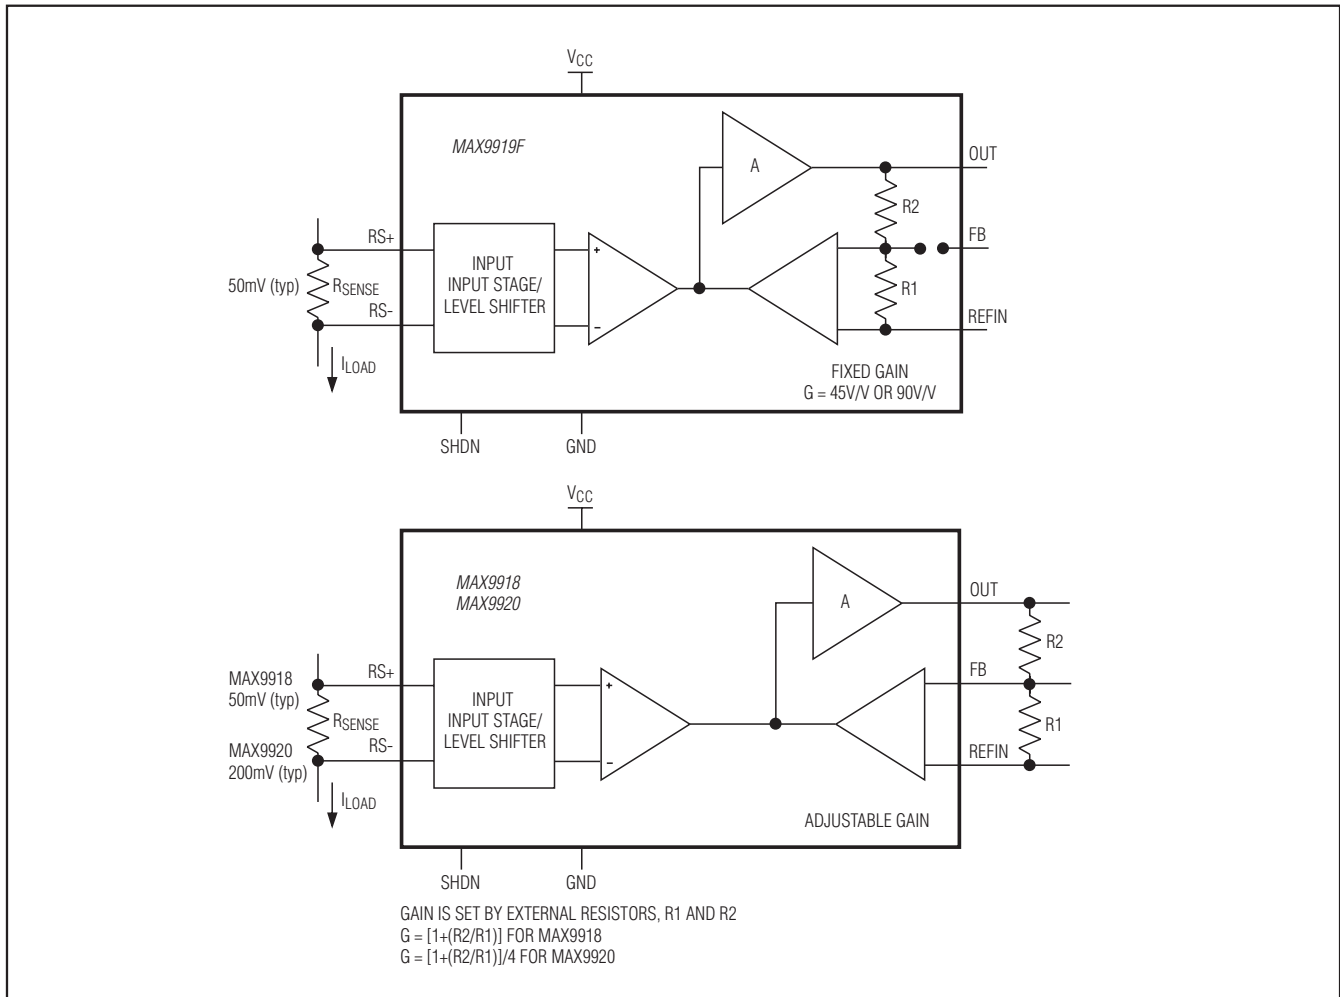 VCC
MAX9919F
A
OUT
R2
RS+
FB
INPUT
INPUT STAGE/
LEVEL SHIFTER
+
-
50mV (typ)
RSENSE
R1
RS-
REFIN
ILOAD
FIXED GAIN
G = 45V/V OR 90V/V
SHDN
GND
VCC
MAX9918
MAX9920
A
OUT
R2
MAX9918
50mV (typ)
RS+
FB
INPUT
INPUT STAGE/
LEVEL SHIFTER
+
-
RSENSE
R1
MAX9920
200mV (typ)
RS-
REFIN
ILOAD
ADJUSTABLE GAIN
SHDN
GND
GAIN IS SET BY EXTERNAL RESISTORS, R1 AND R2
G = [1+(R2/R1)] FOR MAX9918
G = [1+(R2/R1)]/4 FOR MAX9920